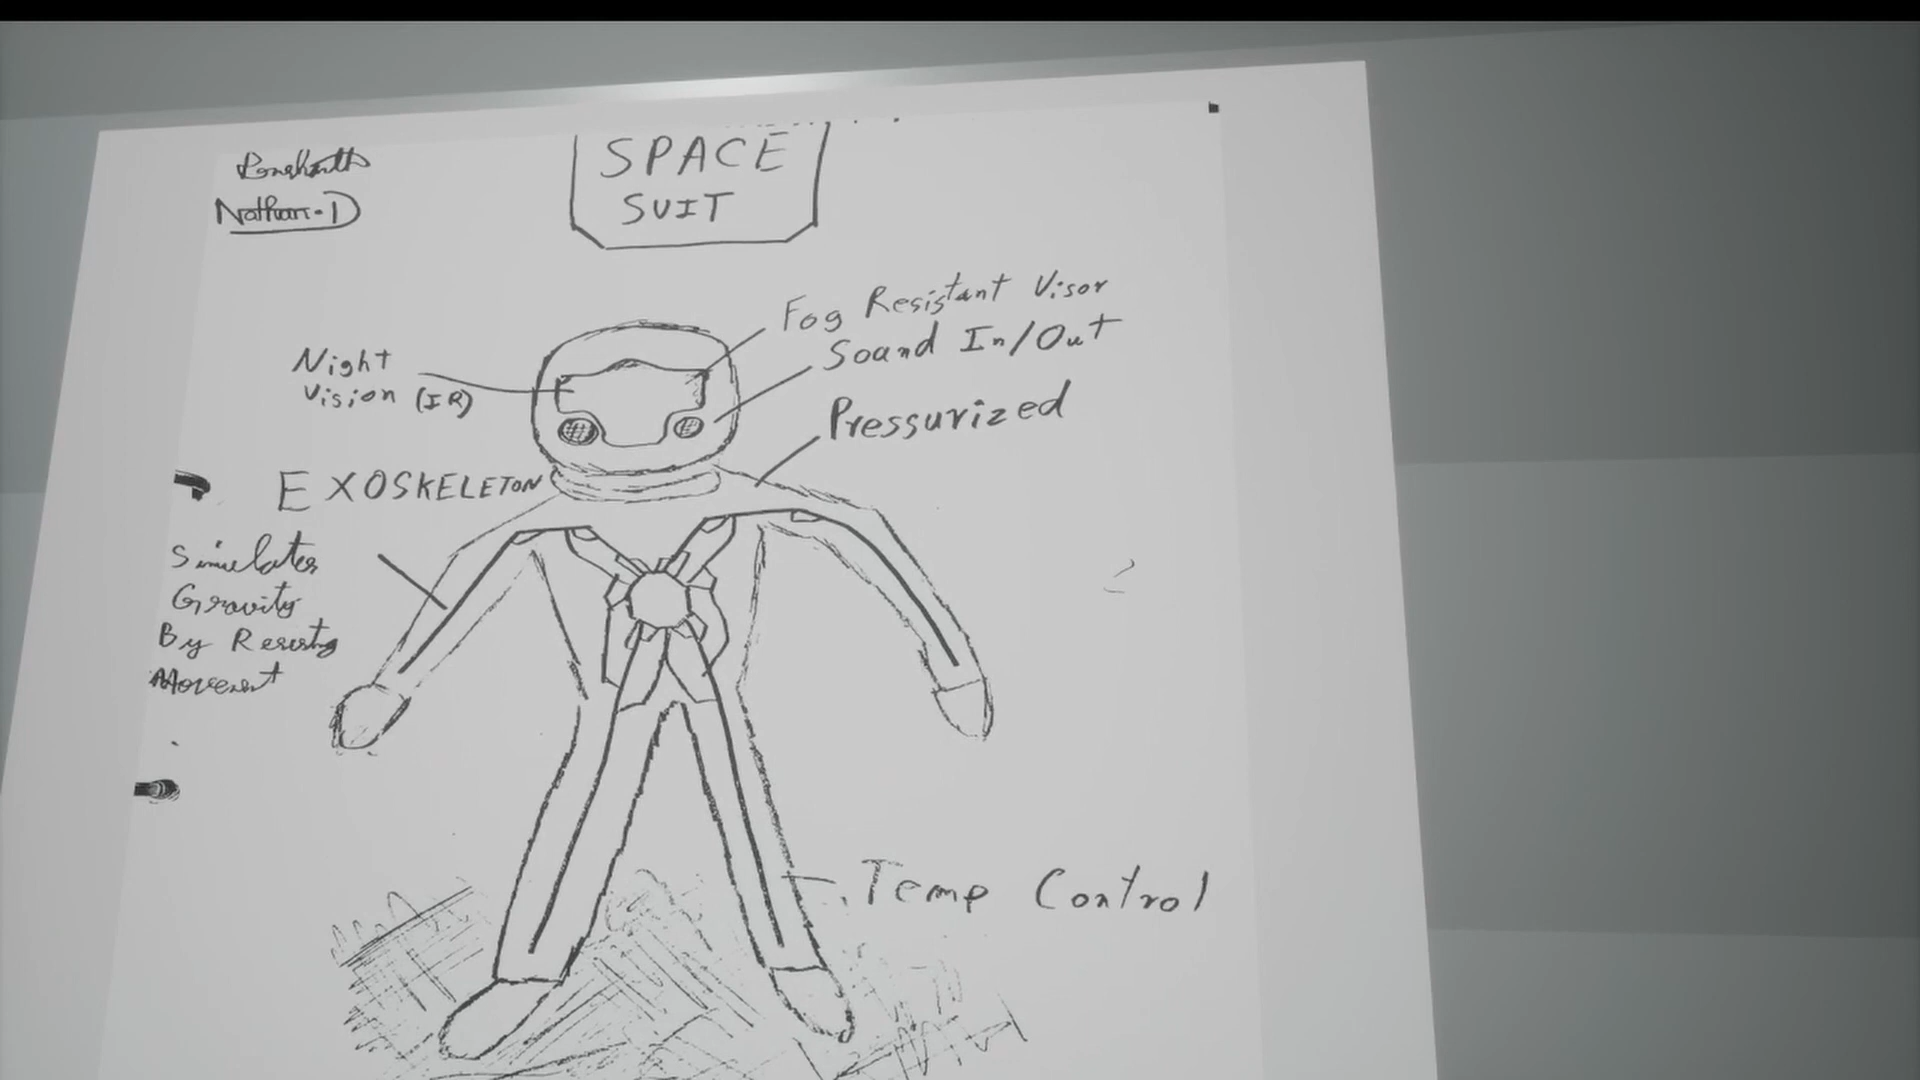 Nathan.D
SPACE
SUIT
Fog Resistant Visor
Sound In/Out
Night
Vision (IR)
Pressurized
EXOSKELETON
Simulates
Gravity
By Resisting
Movement
Temp Control